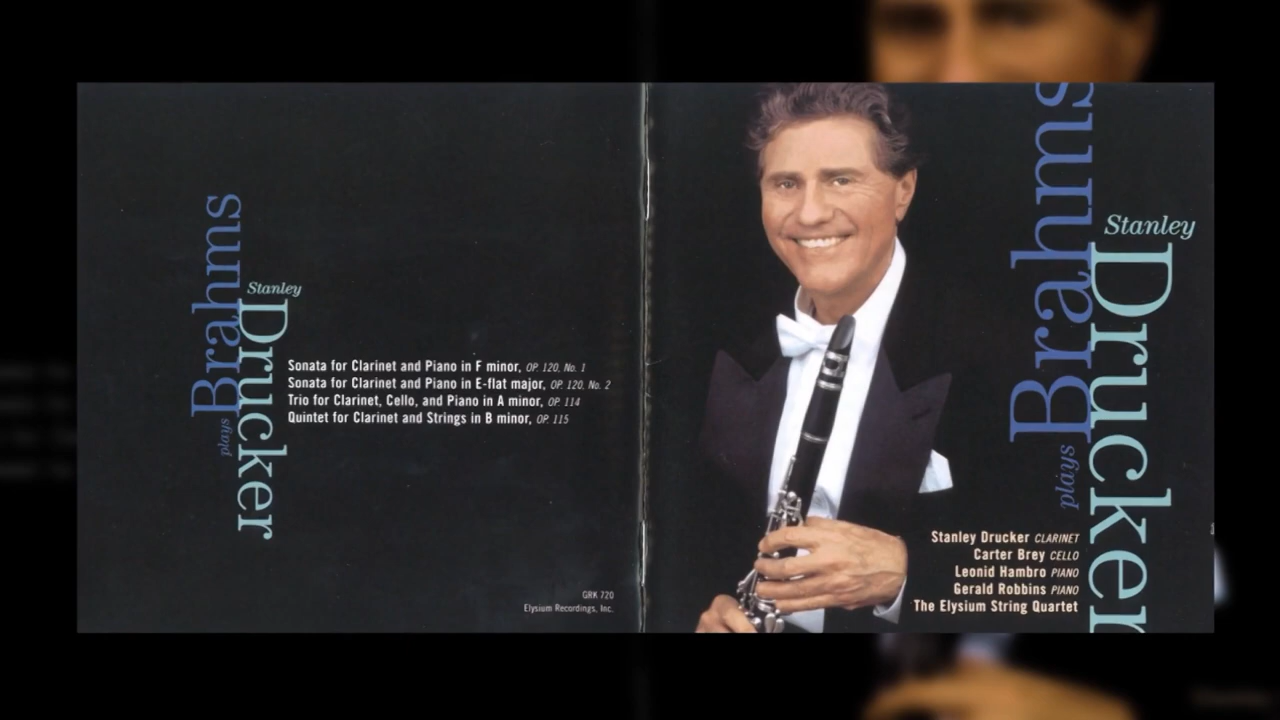 Brahms
Stanley
Drucker
plays
Sonata for Clarinet and Piano in F minor, OP. 120, No. 1
Sonata for Clarinet and Piano in E-flat major, OP. 120, No. 2
Trio for Clarinet, Cello, and Piano in A minor, OP. 114
Quintet for Clarinet and Strings in B minor, OP. 115
GRK 720
Elysium Recordings, Inc.
Brahms
Stanley
Drucker
plays
Stanley Drucker CLARINET
Carter Brey CELLO
Leonid Hambro PIANO
Gerald Robbins PIANO
The Elysium String Quartet